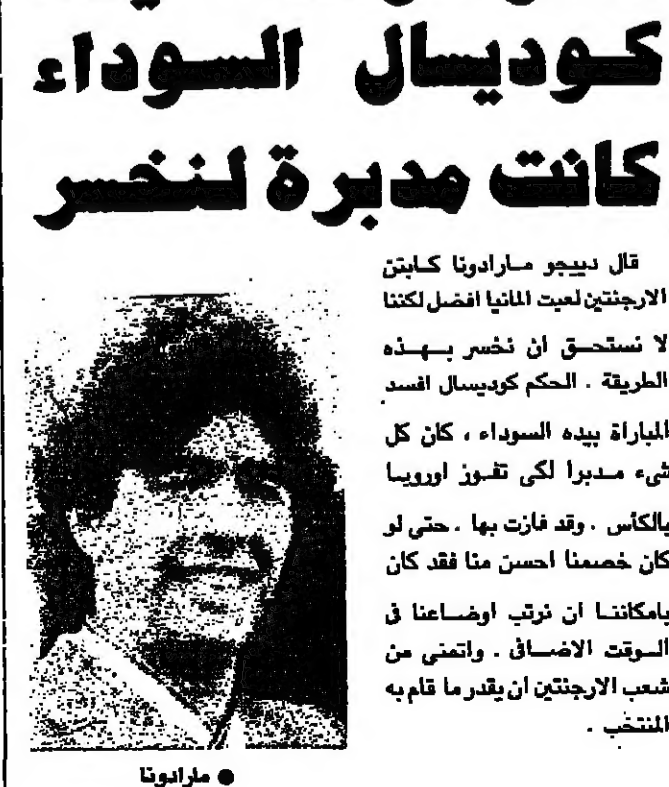 كوديسال السوداء
كانت مدبرة لنخسر
قال دييجو مارادونا كابتن
الارجنتين لعبت المانيا افضل لكننا
لا نستحق ان نخسر بهذه
الطريقة . الحكم كوديسال افسد
المباراة بيده السوداء ، كان كل
شيء مدبرا لكي تفوز اوروبا
بالكأس . وقد فازت بها . حتى لو
كان خصمنا احسن منا فقد كان
بامكاننا ان نرتب اوضاعنا في
الوقت الاضافي . واتمنى من
شعب الارجنتين ان يقدر ما قام به
المنتخب .
● مارادونا